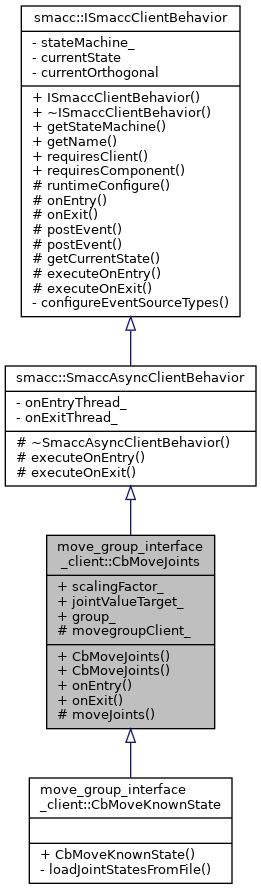 smacc::ISmaccClientBehavior
- stateMachine_
- currentState
- currentOrthogonal
+ ISmaccClientBehavior()
+ ~ISmaccClientBehavior()
+ getStateMachine()
+ getName()
+ requiresClient()
+ requiresComponent()
# runtimeConfigure()
# onEntry()
# onExit()
# postEvent()
# postEvent()
# getCurrentState()
# executeOnEntry()
# executeOnExit()
- configureEventSourceTypes()
smacc::SmaccAsyncClientBehavior
- onEntryThread_
- onExitThread_
# ~SmaccAsyncClientBehavior()
# executeOnEntry()
# executeOnExit()
move_group_interface
_client::CbMoveJoints
+ scalingFactor_
+ jointValueTarget_
+ group_
# movegroupClient_
+ CbMoveJoints()
+ CbMoveJoints()
+ onEntry()
+ onExit()
# moveJoints()
move_group_interface
_client::CbMoveKnownState
+ CbMoveKnownState()
- loadJointStatesFromFile()